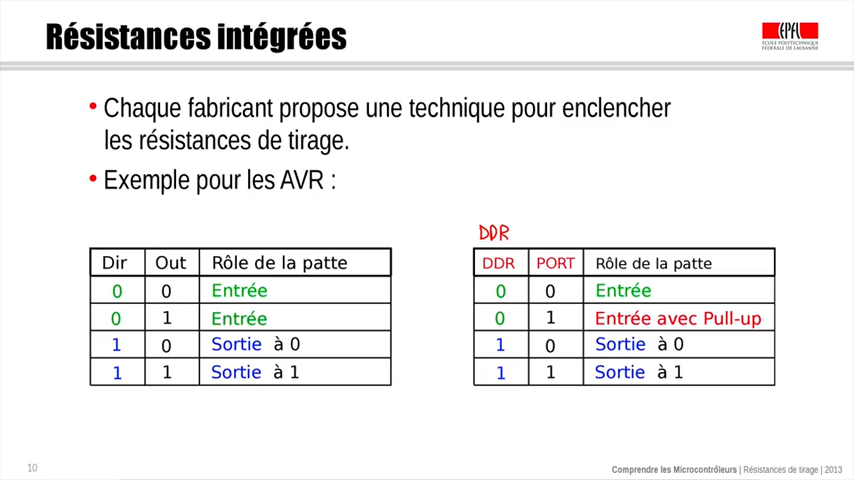 Résistances intégrées
EPFL
ÉCOLE POLYTECHNIQUE
FÉDÉRALE DE LAUSANNE
• Chaque fabricant propose une technique pour enclencher
les résistances de tirage.
• Exemple pour les AVR :
DDR
Dir Out Rôle de la patte
0 0 Entrée
0 1 Entrée
1 0 Sortie à 0
1 1 Sortie à 1
DDR PORT Rôle de la patte
0 0 Entrée
0 1 Entrée avec Pull-up
1 0 Sortie à 0
1 1 Sortie à 1
10
Comprendre les Microcontrôleurs | Résistances de tirage | 2013